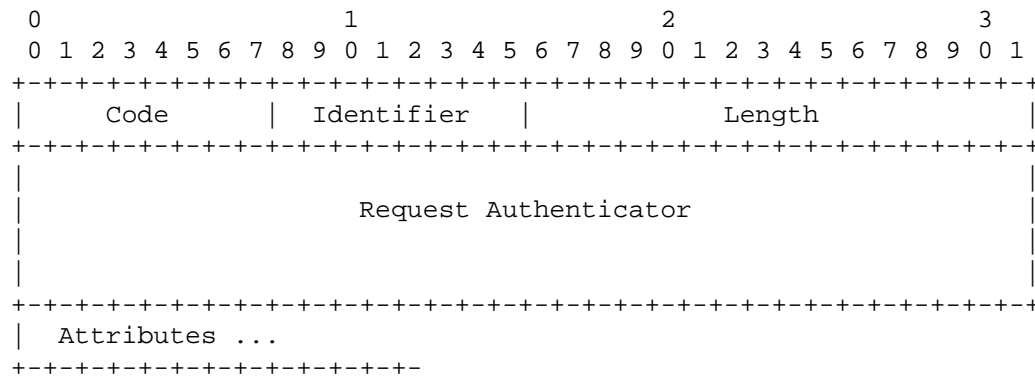 0                   1                   2                   3
 0 1 2 3 4 5 6 7 8 9 0 1 2 3 4 5 6 7 8 9 0 1 2 3 4 5 6 7 8 9 0 1
+-+-+-+-+-+-+-+-+-+-+-+-+-+-+-+-+-+-+-+-+-+-+-+-+-+-+-+-+-+-+-+-+
|     Code      |  Identifier   |            Length             |
+-+-+-+-+-+-+-+-+-+-+-+-+-+-+-+-+-+-+-+-+-+-+-+-+-+-+-+-+-+-+-+-+
|                                                               |
|                     Request Authenticator                     |
|                                                               |
|                                                               |
+-+-+-+-+-+-+-+-+-+-+-+-+-+-+-+-+-+-+-+-+-+-+-+-+-+-+-+-+-+-+-+-+
|  Attributes ...
+-+-+-+-+-+-+-+-+-+-+-+-+-